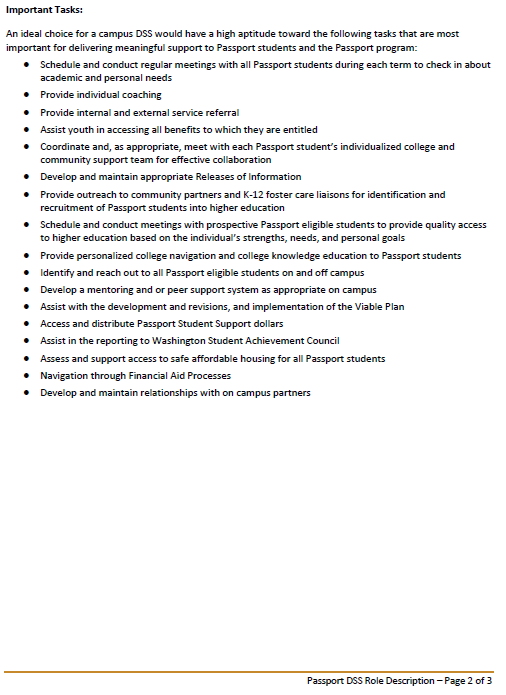 Important Tasks:
An ideal choice for a campus DSS would have a high aptitude toward the following tasks that are most
important for delivering meaningful support to Passport students and the Passport program:
• Schedule and conduct regular meetings with all Passport students during each term to check in about
academic and personal needs
• Provide individual coaching
• Provide internal and external service referral
• Assist youth in accessing all benefits to which they are entitled
• Coordinate and, as appropriate, meet with each Passport student's individualized college and
community support team for effective collaboration
• Develop and maintain appropriate Releases of Information
• Provide outreach to community partners and K-12 foster care liaisons for identification and
recruitment of Passport students into higher education
• Schedule and conduct meetings with prospective Passport eligible students to provide quality access
to higher education based on the individual's strengths, needs, and personal goals
• Provide personalized college navigation and college knowledge education to Passport students
• Identify and reach out to all Passport eligible students on and off campus
• Develop a mentoring and or peer support system as appropriate on campus
• Assist with the development and revisions, and implementation of the Viable Plan
• Access and distribute Passport Student Support dollars
• Assist in the reporting to Washington Student Achievement Council
• Assess and support access to safe affordable housing for all Passport students
• Navigation through Financial Aid Processes
• Develop and maintain relationships with on campus partners
Passport DSS Role Description – Page 2 of 3